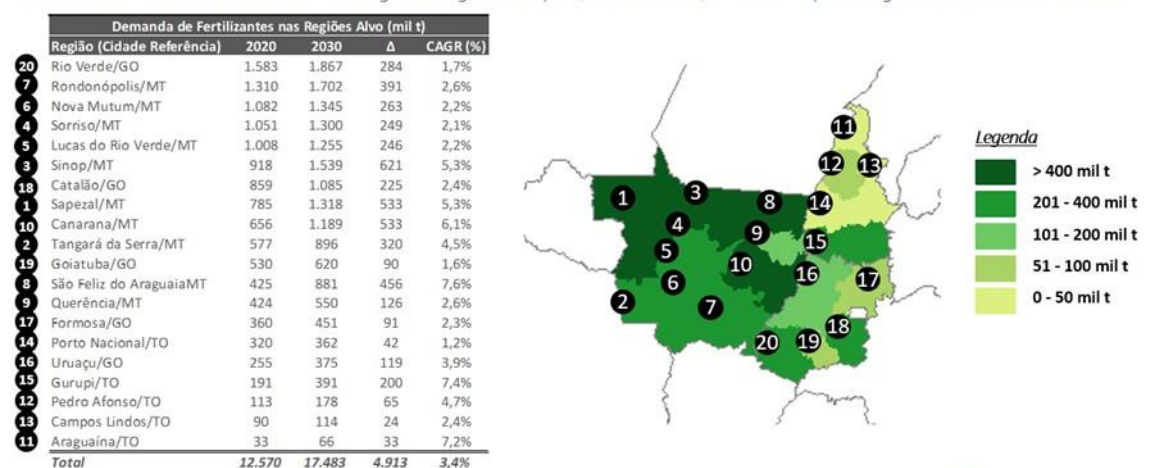 Demanda de Fertilizantes nas Regiões Alvo (mil t)
Região (Cidade Referência) 2020 2030 Δ CAGR (%)
20 Rio Verde/GO 1.583 1.867 284 1,7%
7 Rondonópolis/MT 1.310 1.702 391 2,6%
6 Nova Mutum/MT 1.082 1.345 263 2,2%
4 Sorriso/MT 1.051 1.300 249 2,1%
5 Lucas do Rio Verde/MT 1.008 1.255 246 2,2%
3 Sinop/MT 918 1.539 621 5,3%
18 Catalão/GO 859 1.085 225 2,4%
1 Sapezal/MT 785 1.318 533 5,3%
10 Canarana/MT 656 1.189 533 6,1%
2 Tangará da Serra/MT 577 896 320 4,5%
19 Goiatuba/GO 530 620 90 1,6%
8 São Feliz do AraguaiaMT 425 881 456 7,6%
9 Querência/MT 424 550 126 2,6%
17 Formosa/GO 360 451 91 2,3%
14 Porto Nacional/TO 320 362 42 1,2%
16 Uruaçu/GO 255 375 119 3,9%
15 Gurupi/TO 191 391 200 7,4%
12 Pedro Afonso/TO 113 178 65 4,7%
13 Campos Lindos/TO 90 114 24 2,4%
11 Araguaína/TO 33 66 33 7,2%
Total 12.570 17.483 4.913 3,4%
11
12 13
1 3 8 14
4 9 15
5 10 16 17
6
2 7
20 19 18
Legenda
> 400 mil t
201 - 400 mil t
101 - 200 mil t
51 - 100 mil t
0 - 50 mil t